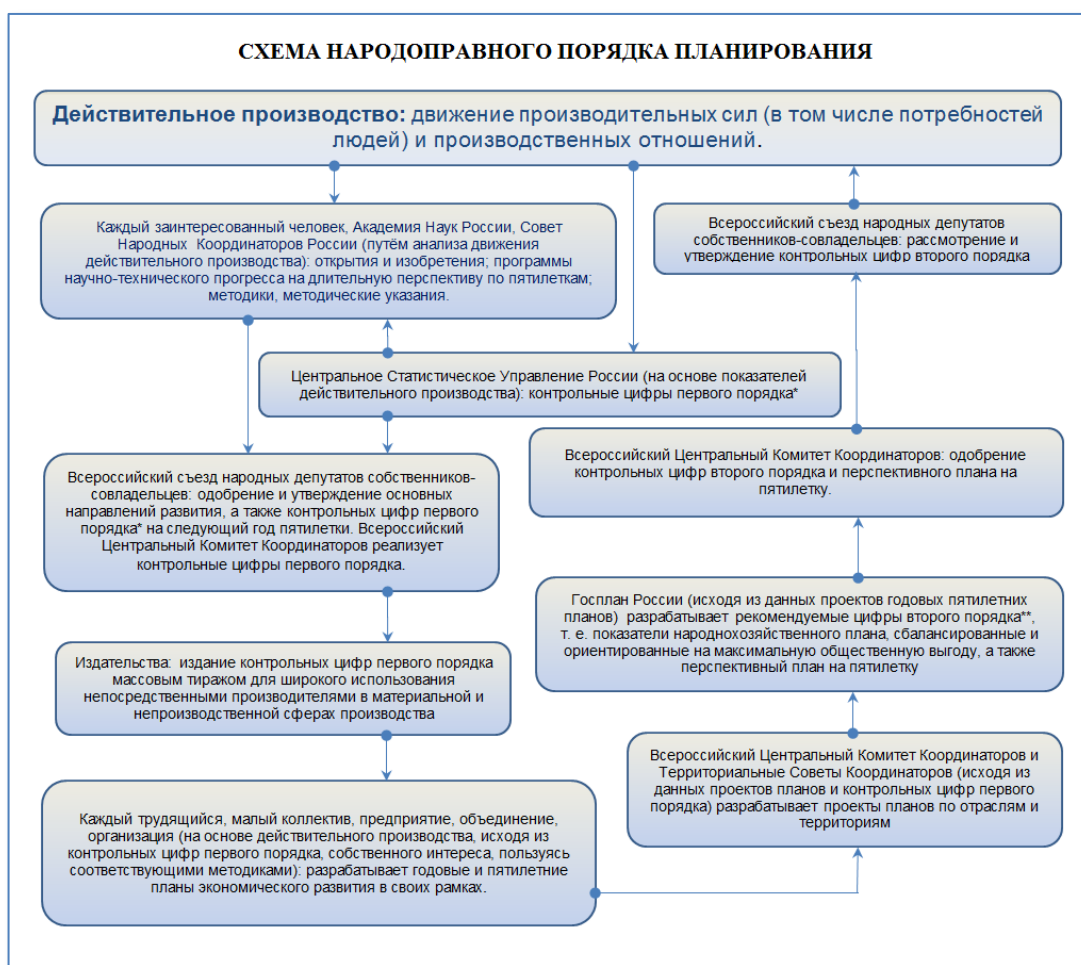 СХЕМА НАРОДОПРАВНОГО ПОРЯДКА ПЛАНИРОВАНИЯ
Действительное производство: движение производительных сил (в том числе потребностей
людей) и производственных отношений.
Каждый заинтересованный человек, Академия Наук России, Совет
Народных Координаторов России (путём анализа движения
действительного производства): открытия и изобретения; программы
научно-технического прогресса на длительную перспективу по пятилеткам;
методики, методические указания.
Всероссийский съезд народных депутатов
собственников-совладельцев: рассмотрение и
утверждение контрольных цифр второго порядка
Центральное Статистическое Управление России (на основе показателей
действительного производства): контрольные цифры первого порядка*
Всероссийский съезд народных депутатов собственников-
совладельцев: одобрение и утверждение основных
направлений развития, а также контрольных цифр первого
порядка* на следующий год пятилетки. Всероссийский
Центральный Комитет Координаторов реализует
контрольные цифры первого порядка.
Всероссийский Центральный Комитет Координаторов: одобрение
контрольных цифр второго порядка и перспективного плана на
пятилетку.
Госплан России (исходя из данных проектов годовых пятилетних
планов) разрабатывает рекомендуемые цифры второго порядка**,
т. е. показатели народнохозяйственного плана, сбалансированные и
ориентированные на максимальную общественную выгоду, а также
перспективный план на пятилетку
Издательства: издание контрольных цифр первого порядка
массовым тиражом для широкого использования
непосредственными производителями в материальной и
непроизводственной сферах производства
Всероссийский Центральный Комитет Координаторов и
Территориальные Советы Координаторов (исходя из
данных проектов планов и контрольных цифр первого
порядка) разрабатывает проекты планов по отраслям и
территориям
Каждый трудящийся, малый коллектив, предприятие, объединение,
организация (на основе действительного производства, исходя из
контрольных цифр первого порядка, собственного интереса, пользуясь
соответствующими методиками): разрабатывает годовые и пятилетние
планы экономического развития в своих рамках.